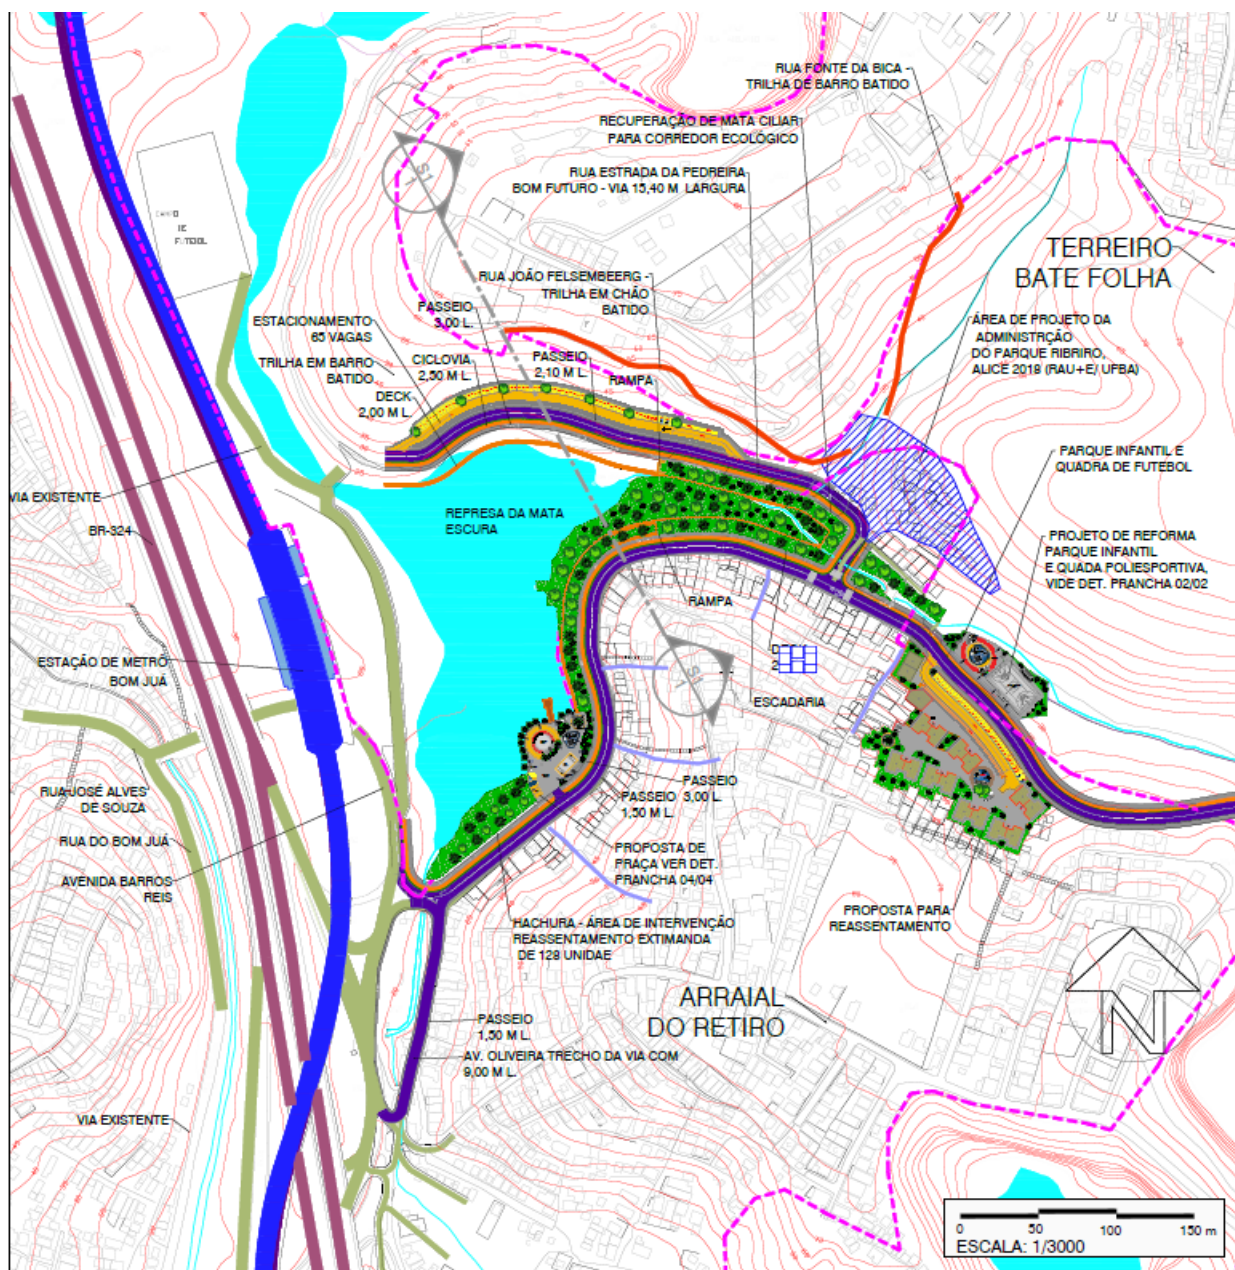 RUA FONTE DA BICA -
TRILHA DE BARRO BATIDO
RECUPERAÇÃO DE MATA CILIAR
PARA CORREDOR ECOLÓGICO
RUA ESTRADA DA PEDREIRA
BOM FUTURO - VIA 15,40 M LARGURA
TERREIRO
BATE FOLHA
RUA JOÃO FELSEMBEERG -
TRILHA EM CHÃO
BATIDO
PASSEIO
3,00 L.
ESTACIONAMENTO
65 VAGAS
TRILHA EM BARRO
BATIDO
CICLOVIA
2,50 M L.
PASSEIO
2,10 M L.
RAMPA
DECK
2,00 M L.
ÁREA DE PROJETO DA
ADMINISTRÇÃO
DO PARQUE RIBRIRO,
ALICE 2018 (RAU+E/ UFBA)
PARQUE INFANTIL E
QUADRA DE FUTEBOL
VIA EXISTENTE
BR-324
REPRESA DA MATA
ESCURA
PROJETO DE REFORMA
PARQUE INFANTIL
E QUADA POLIESPORTIVA,
VIDE DET. PRANCHA 02/02
RAMPA
ESTAÇÃO DE METRÔ
BOM JUÁ
ESCADARIA
S1
S1
RUA JOSÉ ALVES
DE SOUZA
PASSEIO
3,00 L.
PASSEIO
1,50 M L.
RUA DO BOM JUÁ
PROPOSTA DE
PRAÇA VER DET.
PRANCHA 04/04
AVENIDA BARROS
REIS
PROPOSTA PARA
REASSENTAMENTO
HACHURA - ÁREA DE INTERVENÇÃO
REASSENTAMENTO EXTIMANDA
DE 128 UNIDAE
ARRAIAL
DO RETIRO
N
PASSEIO
1,50 M L.
AV. OLIVEIRA TRECHO DA VIA COM
9,00 M L.
VIA EXISTENTE
0 50 100 150 m
ESCALA: 1/3000